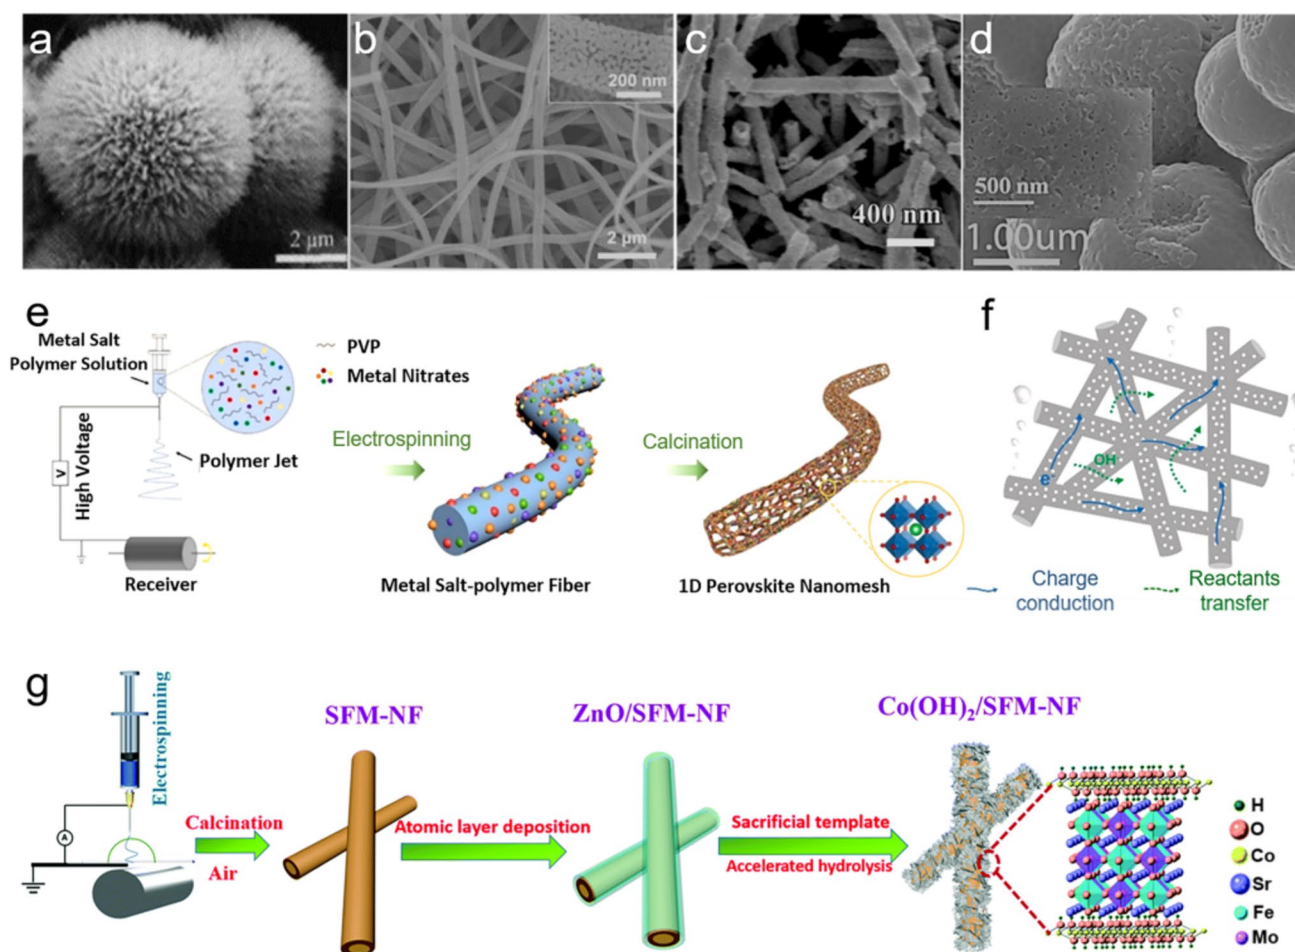 a
2 μm
b
200 nm
2 μm
c
400 nm
d
500 nm
1.00um
e
Metal Salt
Polymer Solution
PVP
Metal Nitrates
High Voltage
V
Polymer Jet
Receiver
Electrospinning
Metal Salt-polymer Fiber
Calcination
1D Perovskite Nanomesh
f
e-
OH-
Charge
conduction
Reactants
transfer
g
Electrospinning
A
Calcination
Air
SFM-NF
Atomic layer deposition
ZnO/SFM-NF
Sacrificial template
Accelerated hydrolysis
Co(OH)₂/SFM-NF
H
O
Co
Sr
Fe
Mo